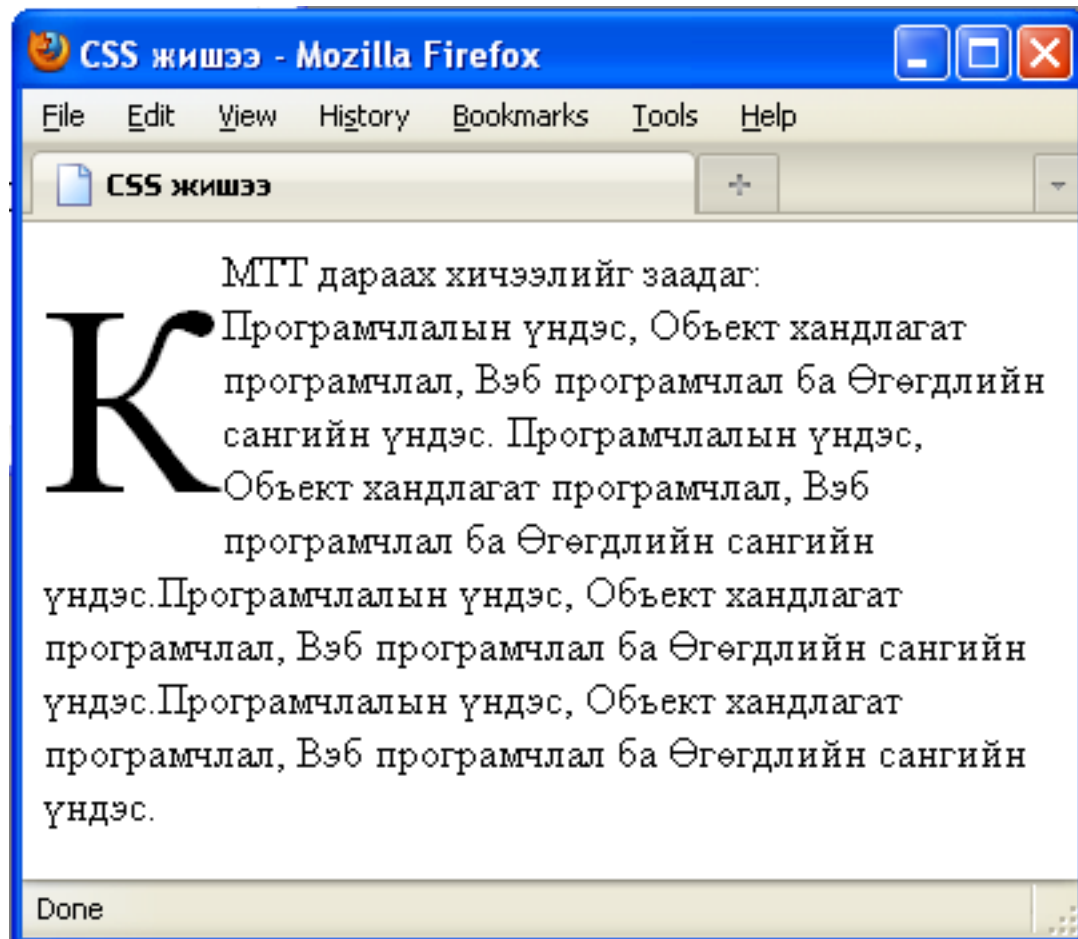 CSS жишээ - Mozilla Firefox
File Edit View History Bookmarks Tools Help
CSS жишээ
КМТТ дараах хичээлийг заадаг:
Програмчлалын үндэс, Объект хандлагат
програмчлал, Вэб програмчлал ба Өгөгдлийн
сангийн үндэс. Програмчлалын үндэс,
Объект хандлагат програмчлал, Вэб
програмчлал ба Өгөгдлийн сангийн
үндэс.Програмчлалын үндэс, Объект хандлагат
програмчлал, Вэб програмчлал ба Өгөгдлийн сангийн
үндэс.Програмчлалын үндэс, Объект хандлагат
програмчлал, Вэб програмчлал ба Өгөгдлийн сангийн
үндэс.
Done